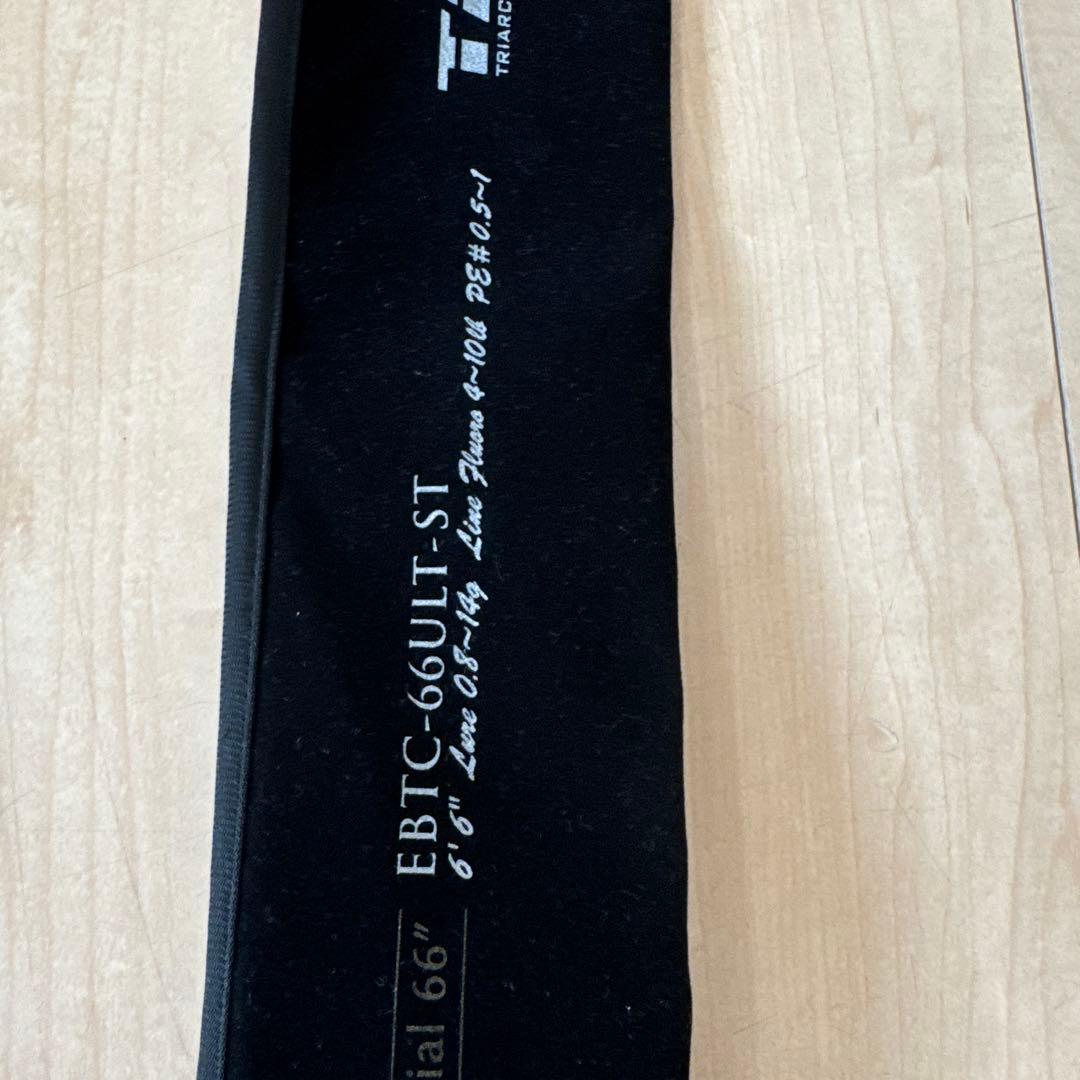 TRIARC
EBTC-66ULT-ST
6'6" Lure 0.8~14g Line Fluoro 4~10lb PE#0.5~1
ial 66"